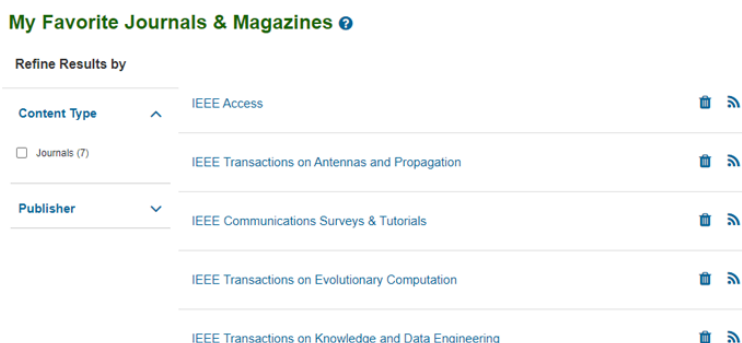 My Favorite Journals & Magazines ?
Refine Results by
Content Type
Journals (7)
Publisher
IEEE Access
IEEE Transactions on Antennas and Propagation
IEEE Communications Surveys & Tutorials
IEEE Transactions on Evolutionary Computation
IEEE Transactions on Knowledge and Data Engineering